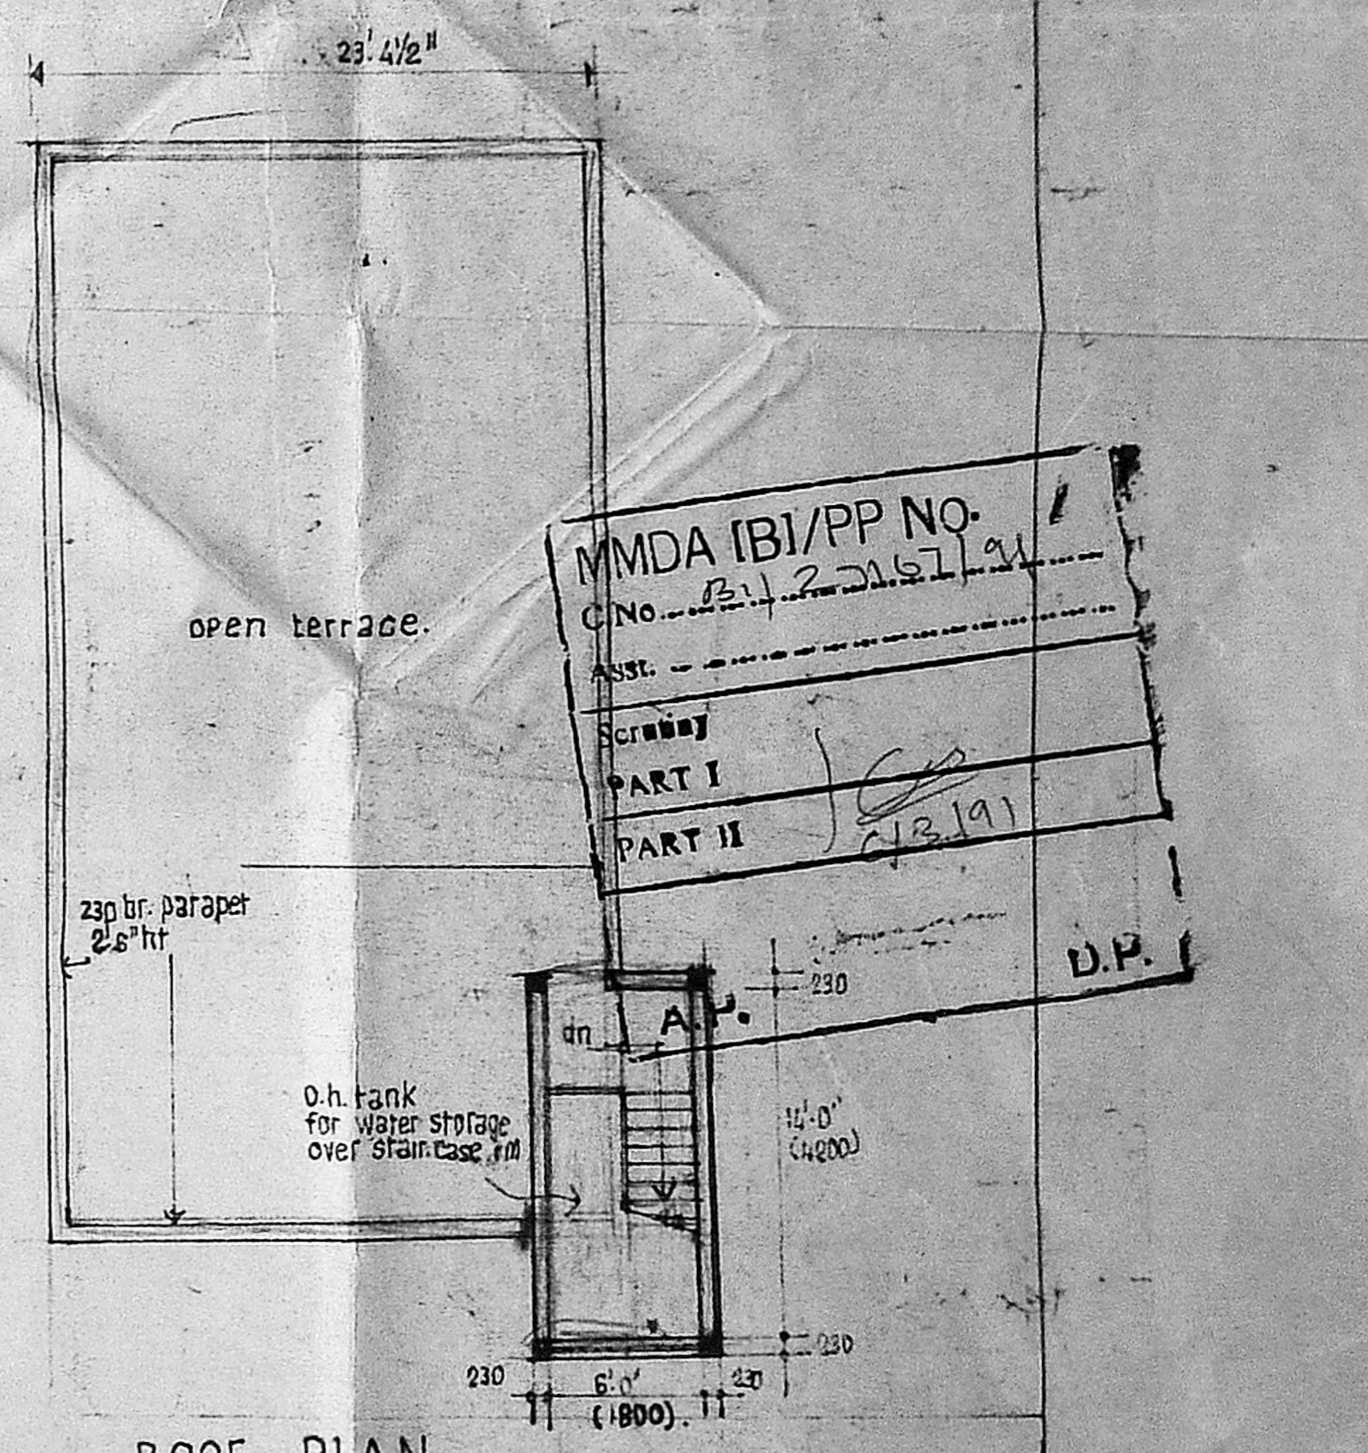 23'. 4½"
MMDA [B]/PP NO.
C.No.
Asst.
open terrace.
Scrutiny
PART I
PART II
230 br. parapet
2'6" ht
230
D.P.
A.P.
dn
O.h. tank
for water storage
over stair.case .rm
14'-0"
(4200)
230
230
6'.0"
230
(1800).
ROOF PLAN